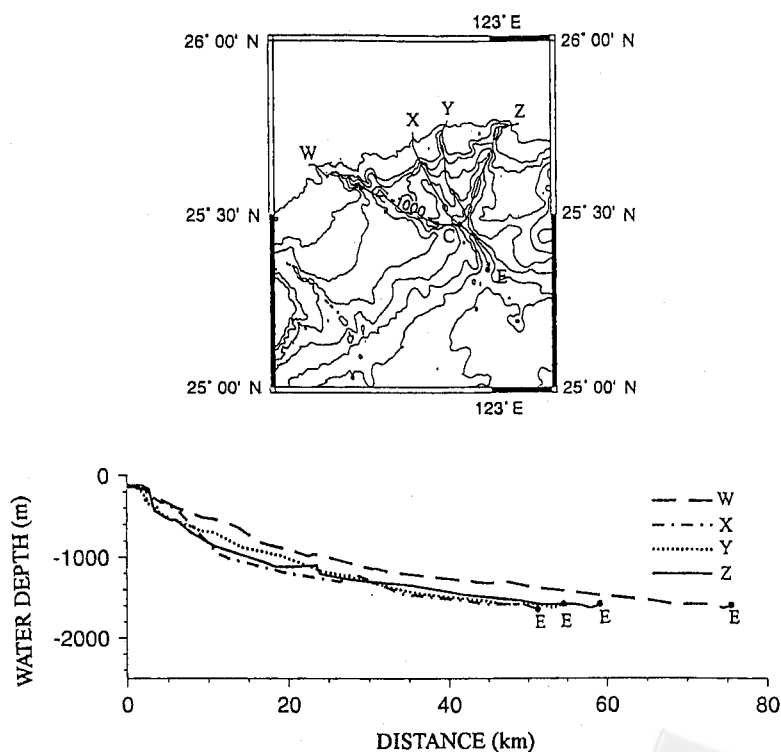 123° E
26° 00' N 26° 00' N
X Y Z
W
1000
25° 30' N 25° 30' N
C
E
25° 00' N 25° 00' N
123° E
0
-1000
-2000
WATER DEPTH (m)
W
X
Y
Z
E E E E
0 20 40 60 80
DISTANCE (km)